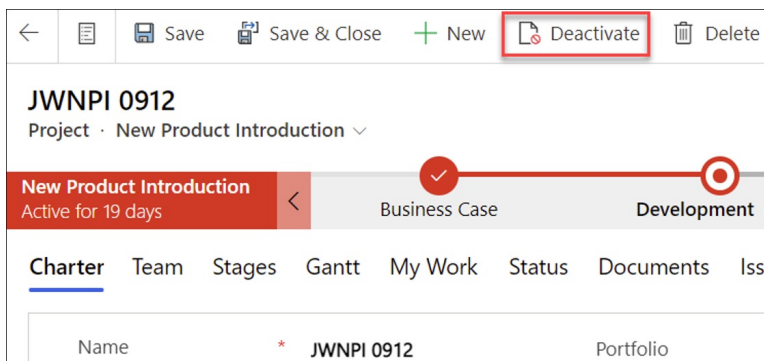 Save Save & Close New Deactivate Delete
JWNPI 0912
Project · New Product Introduction
New Product Introduction
Active for 19 days
Business Case Development
Charter Team Stages Gantt My Work Status Documents Iss
Name * JWNPI 0912 Portfolio